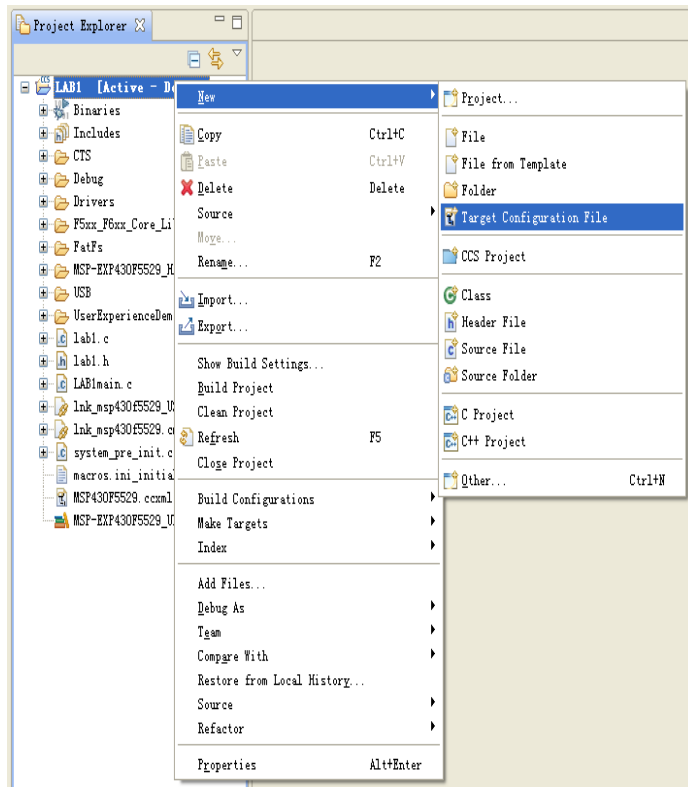 Project Explorer
LAB1 [Active - De
Binaries
Includes
CTS
Debug
Drivers
F5xx_F6xx_Core_Li
FatFs
MSP-EXP430F5529_H
USB
UserExperienceDem
lab1.c
lab1.h
LAB1main.c
lnk_msp430f5529_U
lnk_msp430f5529.c
system_pre_init.c
macros.ini_initia
MSP430F5529.ccxml
MSP-EXP430F5529_U
New
Copy Ctrl+C
Paste Ctrl+V
Delete Delete
Source
Move...
Rename... F2
Import...
Export...
Show Build Settings...
Build Project
Clean Project
Refresh F5
Close Project
Build Configurations
Make Targets
Index
Add Files...
Debug As
Team
Compare With
Restore from Local History...
Source
Refactor
Properties Alt+Enter
Project...
File
File from Template
Folder
Target Configuration File
CCS Project
Class
Header File
Source File
Source Folder
C Project
C++ Project
Other... Ctrl+N